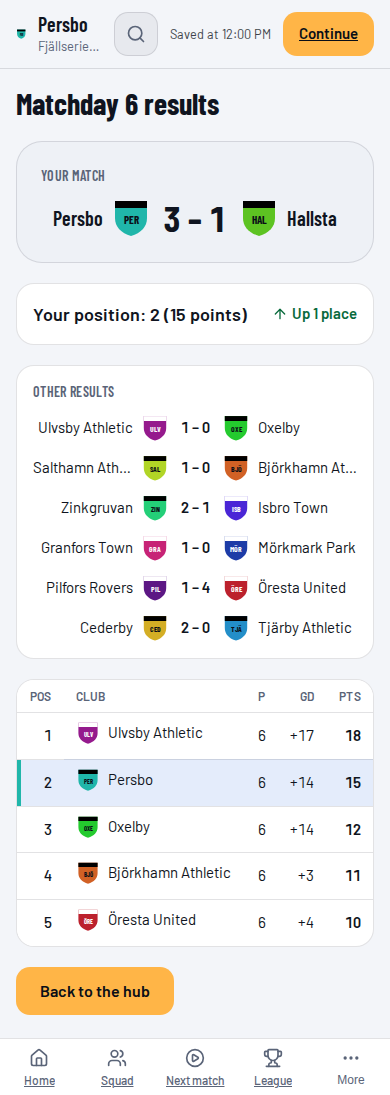 Persbo
Fjällserie...
Saved at 12:00 PM
Continue
Matchday 6 results
YOUR MATCH
Persbo PER 3 – 1 HAL Hallsta
Your position: 2 (15 points) ↑ Up 1 place
OTHER RESULTS
Ulvsby Athletic ULV 1 – 0 OXE Oxelby
Salthamn Ath... SAL 1 – 0 BJÖ Björkhamn At...
Zinkgruvan ZIN 2 – 1 ISB Isbro Town
Granfors Town GRA 1 – 0 MÖR Mörkmark Park
Pilfors Rovers PIL 1 – 4 ÖRE Öresta United
Cederby CED 2 – 0 TJÄ Tjärby Athletic
POS CLUB P GD PTS
1 ULV Ulvsby Athletic 6 +17 18
2 PER Persbo 6 +14 15
3 OXE Oxelby 6 +14 12
4 BJÖ Björkhamn Athletic 6 +3 11
5 ÖRE Öresta United 6 +4 10
Back to the hub
Home Squad Next match League More